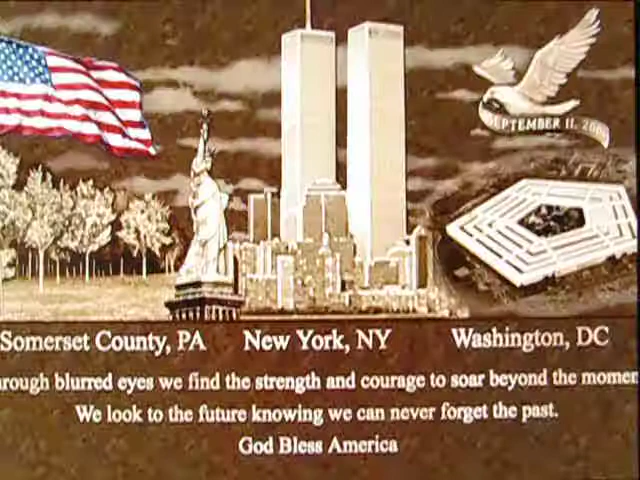 SEPTEMBER 11, 200
Somerset County, PA New York, NY Washington, DC
rough blurred eyes we find the strength and courage to soar beyond the momen
We look to the future knowing we can never forget the past.
God Bless America